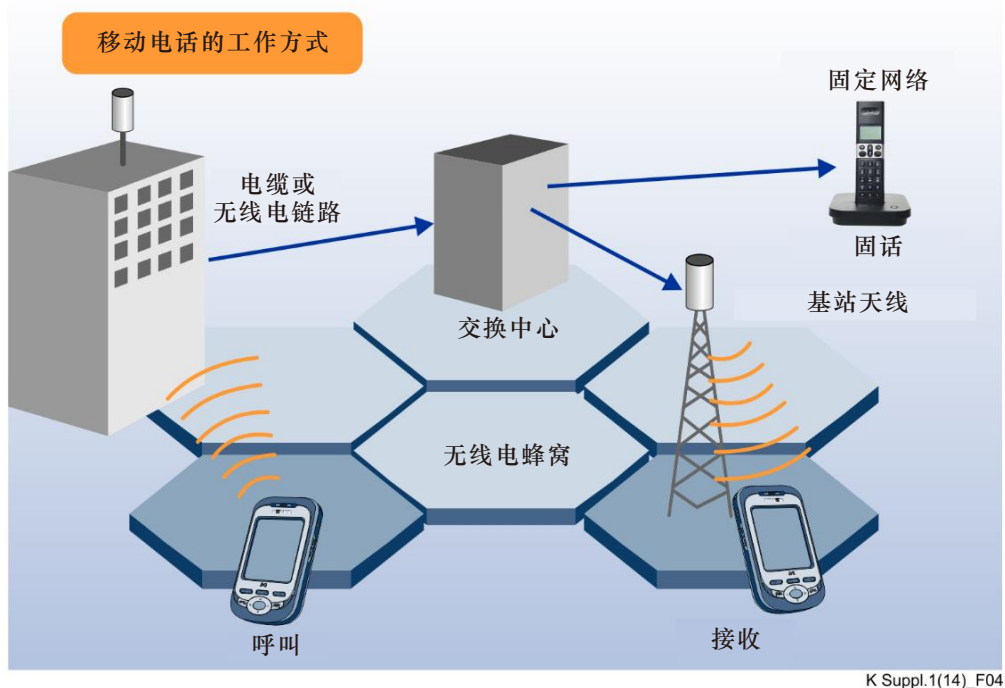 移动电话的工作方式
固定网络
电缆或
无线电链路
固话
基站天线
交换中心
无线电蜂窝
呼叫
接收
K Suppl.1(14)_F04